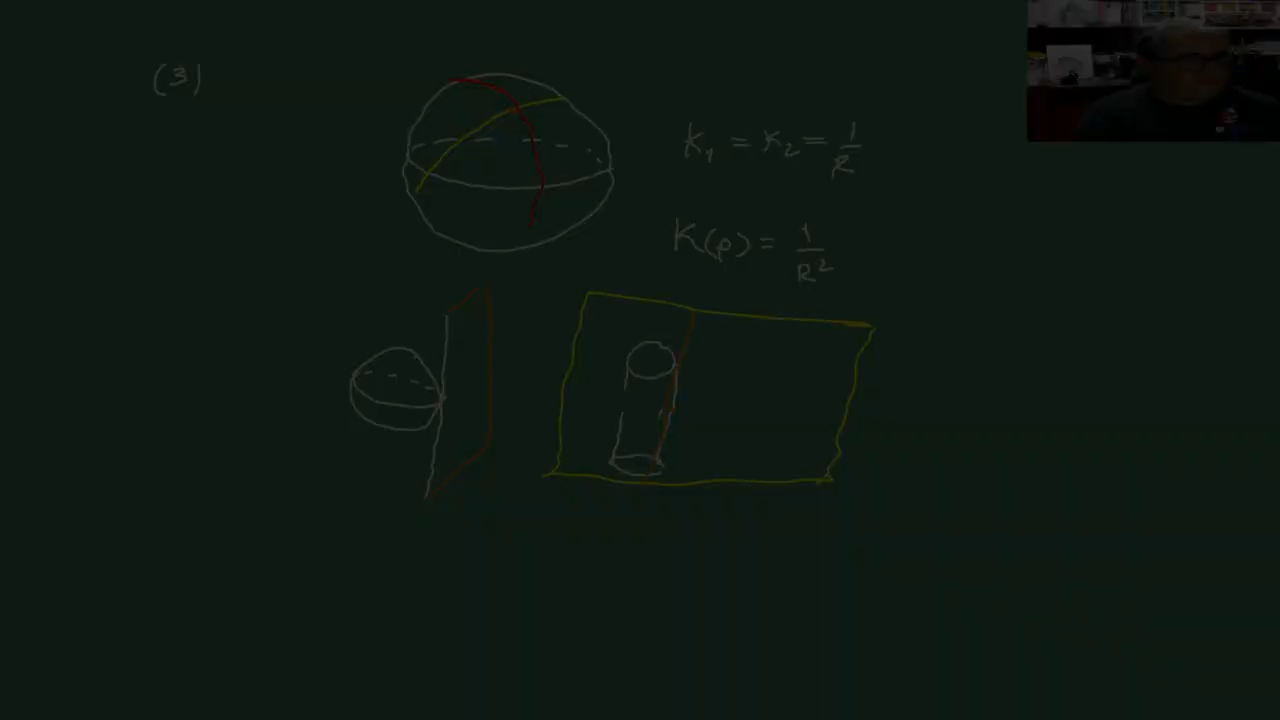 (3)
K₁ = K₂ = 1/R
K(p) = 1/R²